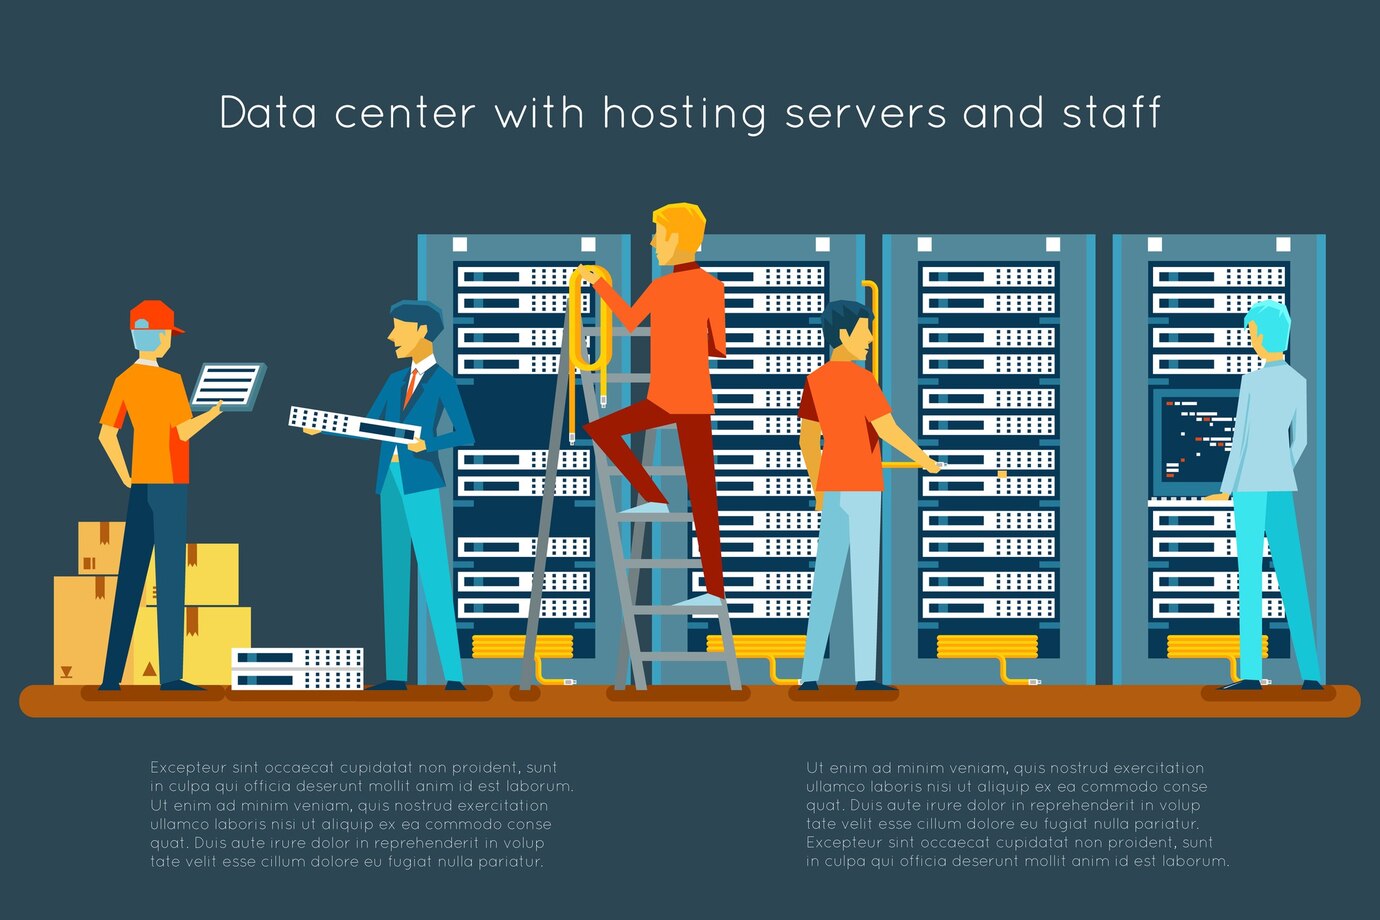 Data center with hosting servers and staff
Excepteur sint occaecat cupidatat non proident, sunt
in culpa qui officia deserunt mollit anim id est laborum.
Ut enim ad minim veniam, quis nostrud exercitation
ullamco laboris nisi ut aliquip ex ea commodo conse
quat. Duis aute irure dolor in reprehenderit in volup
tate velit esse cillum dolore eu fugiat nulla pariatur.
Ut enim ad minim veniam, quis nostrud exercitation
ullamco laboris nisi ut aliquip ex ea commodo conse
quat. Duis aute irure dolor in reprehenderit in volup
tate velit esse cillum dolore eu fugiat nulla pariatur.
Excepteur sint occaecat cupidatat non proident, sunt
in culpa qui officia deserunt mollit anim id est laborum.